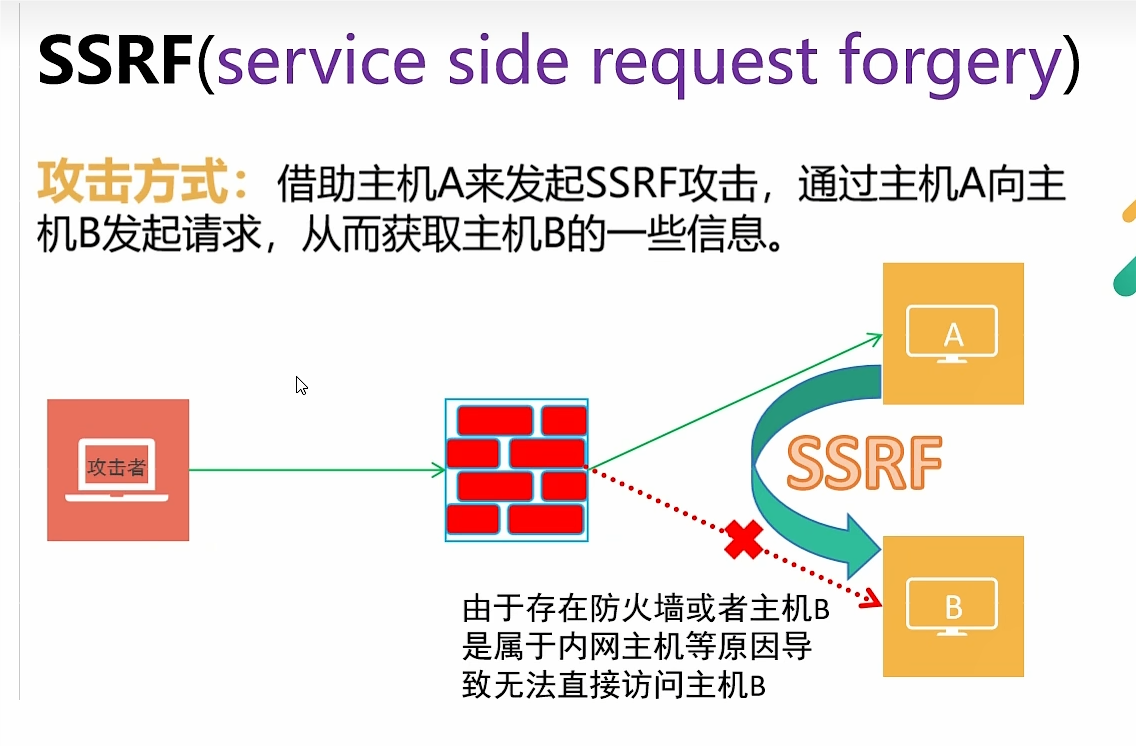 SSRF(service side request forgery)
攻击方式：借助主机A来发起SSRF攻击，通过主机A向主
机B发起请求，从而获取主机B的一些信息。
A
攻击者
SSRF
B
由于存在防火墙或者主机B
是属于内网主机等原因导
致无法直接访问主机B